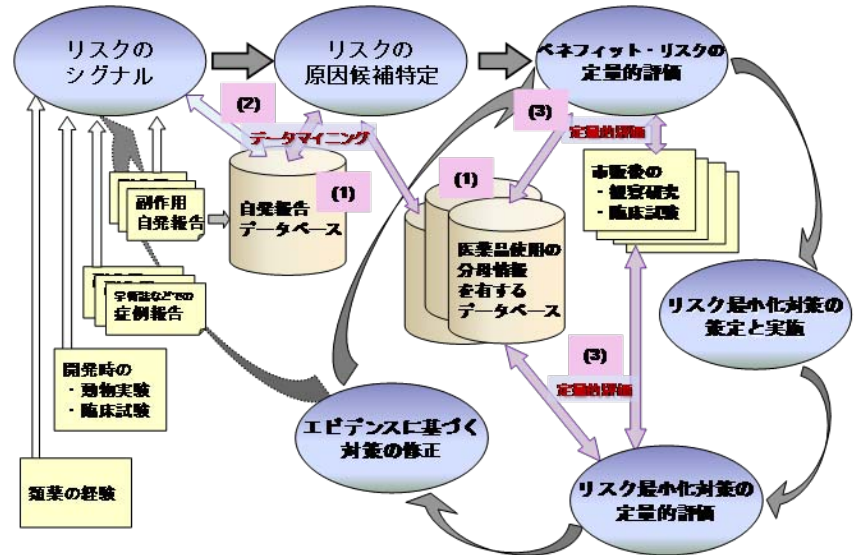 リスクの
シグナル
リスクの
原因候補特定
ベネフィット・リスクの
定量的評価
(2)
データマイニング
(1)
(3)
定量的評価
(1)
副作用
自発報告
自発報告
データベース
市販後の
・観察研究
・臨床試験
医薬品使用の
分母情報
を有する
データベース
学術誌などでの
症例報告
リスク最小化対策の
策定と実施
(3)
定量的評価
開発時の
・動物実験
・臨床試験
エビデンスに基づく
対策の修正
類薬の経験
リスク最小化対策の
定量的評価